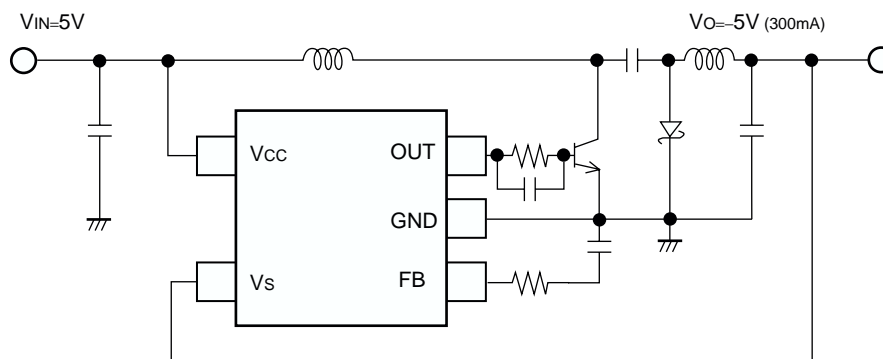 VIN=5V
VO=–5V (300mA)
VCC
OUT
GND
VS
FB